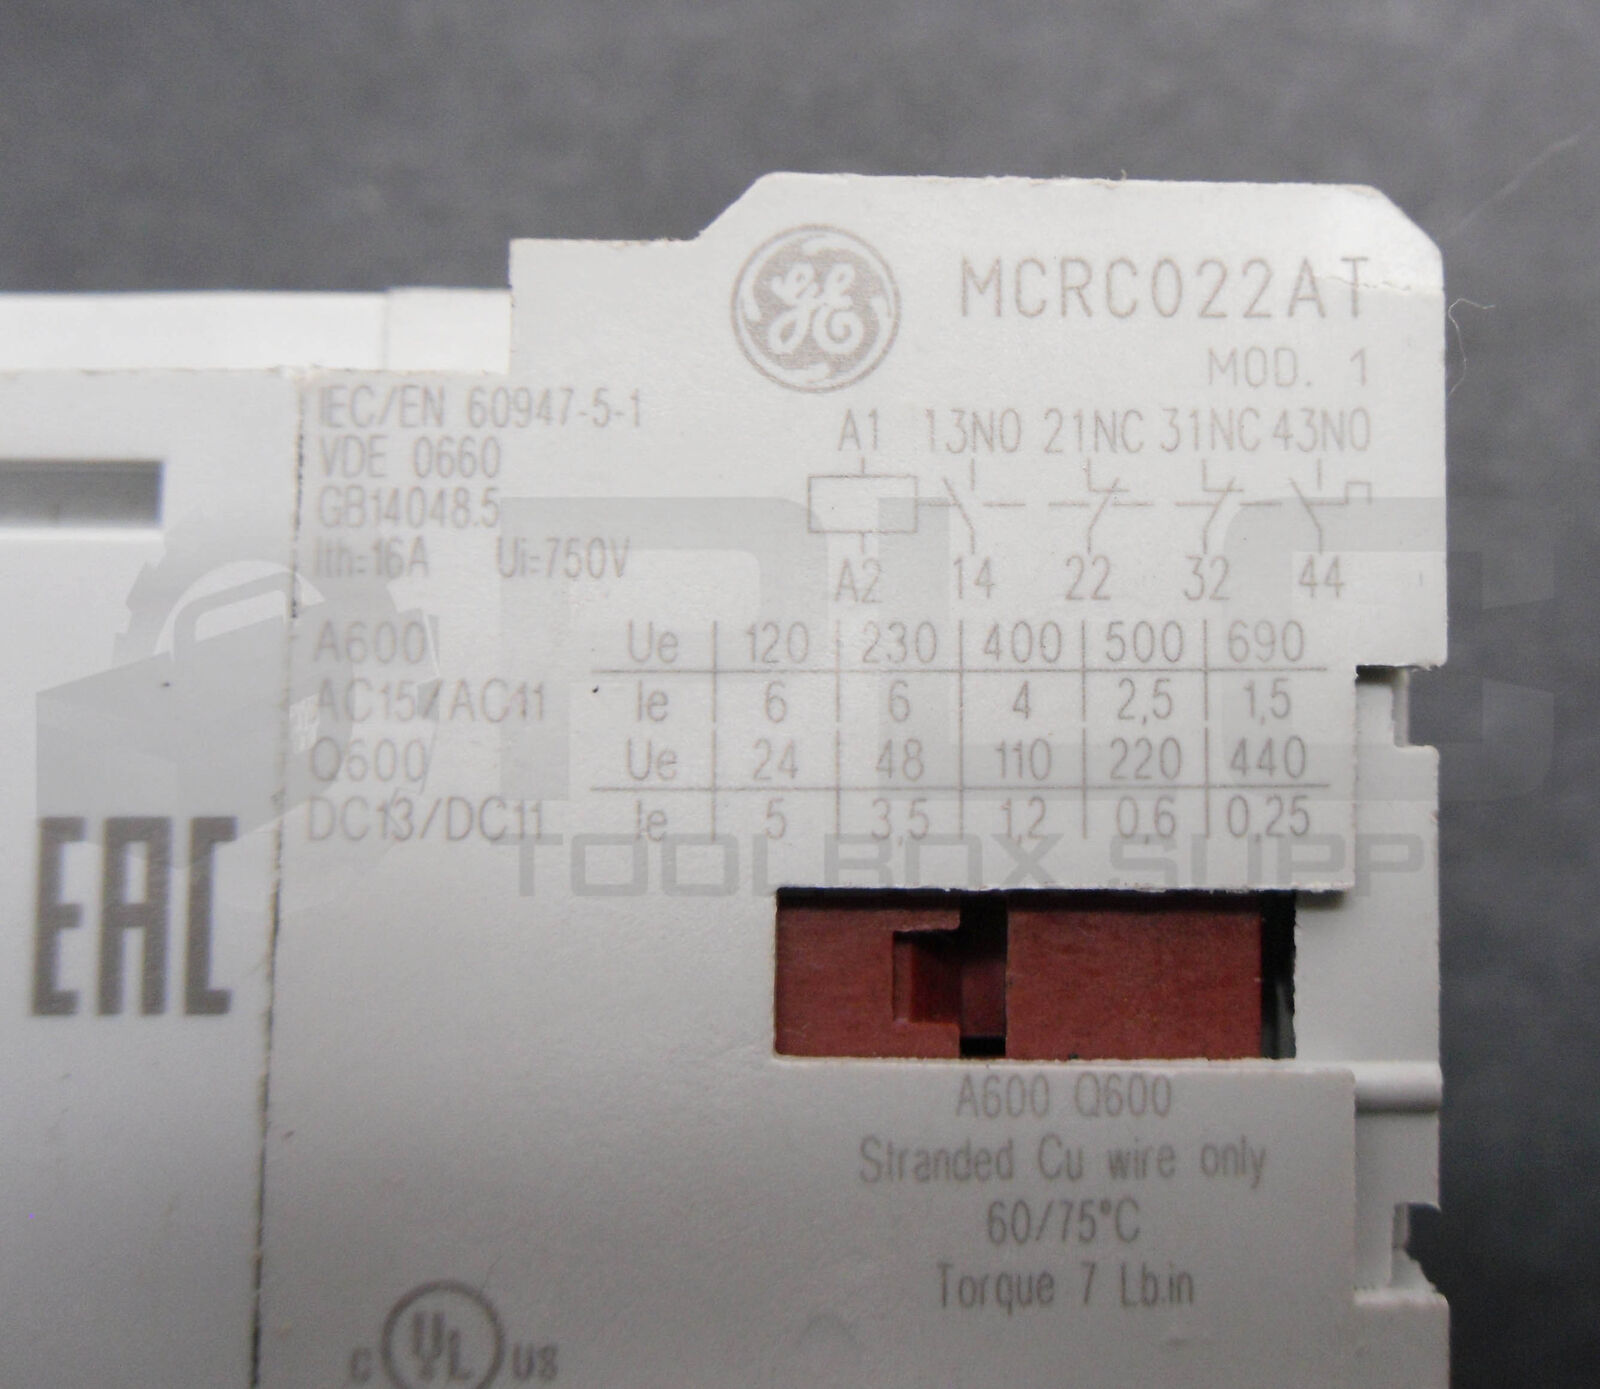 GE
MCRC022AT
MOD. 1
IEC/EN 60947-5-1
VDE 0660
GB14048.5
Ith=16A Ui=750V
A1 13NO 21NC 31NC 43NO
A2 14 22 32 44
A600 Ue 120 230 400 500 690
AC15/AC11 Ie 6 6 4 2,5 1,5
Q600 Ue 24 48 110 220 440
DC13/DC11 Ie 5 3,5 1,2 0,6 0,25
TOOLBOX SUPP
EAC
A600 Q600
Stranded Cu wire only
60/75°C
Torque 7 Lb.in
c UL us